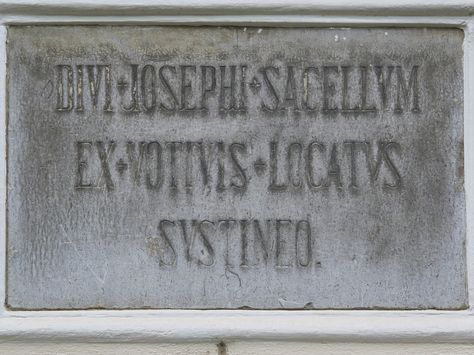 DIVI JOSEPHI SACELLVM
EX VOTIVIS LOCATVS
SVSTINEO.